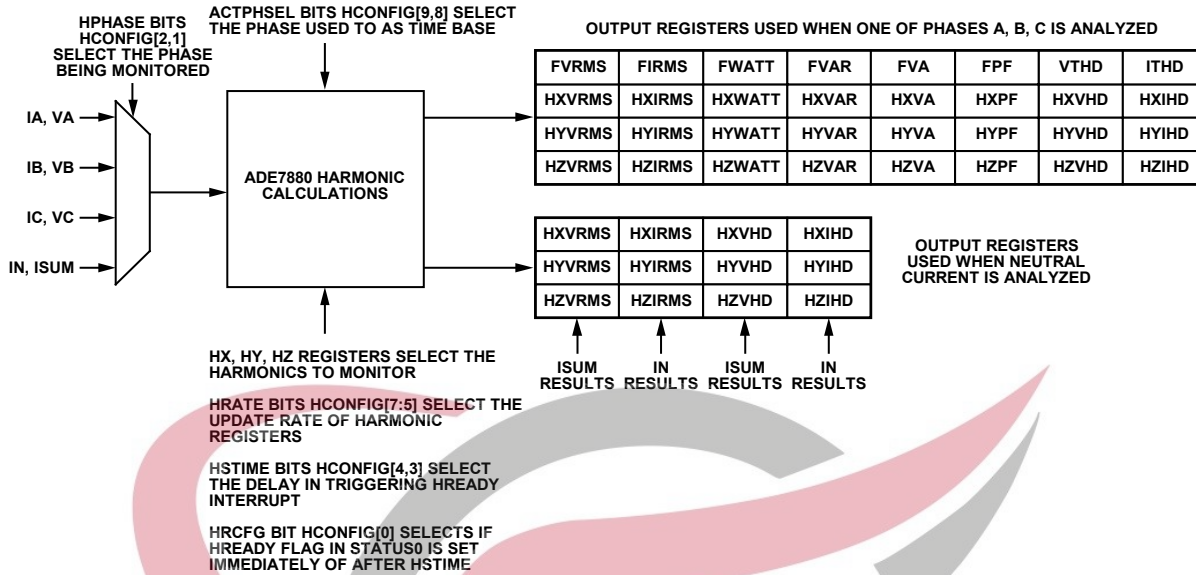 HPHASE BITS
HCONFIG[2,1]
SELECT THE PHASE
BEING MONITORED
ACTPHSEL BITS HCONFIG[9,8] SELECT
THE PHASE USED TO AS TIME BASE
IA, VA
IB, VB
IC, VC
IN, ISUM
ADE7880 HARMONIC
CALCULATIONS
OUTPUT REGISTERS USED WHEN ONE OF PHASES A, B, C IS ANALYZED
FVRMS FIRMS FWATT FVAR FVA FPF VTHD ITHD
HXVRMS HXIRMS HXWATT HXVAR HXVA HXPF HXVHD HXIHD
HYVRMS HYIRMS HYWATT HYVAR HYVA HYPF HYVHD HYIHD
HZVRMS HZIRMS HZWATT HZVAR HZVA HZPF HZVHD HZIHD
HXVRMS HXIRMS HXVHD HXIHD
HYVRMS HYIRMS HYVHD HYIHD
HZVRMS HZIRMS HZVHD HZIHD
OUTPUT REGISTERS
USED WHEN NEUTRAL
CURRENT IS ANALYZED
ISUM RESULTS
IN RESULTS
ISUM RESULTS
IN RESULTS
HX, HY, HZ REGISTERS SELECT THE
HARMONICS TO MONITOR
HRATE BITS HCONFIG[7:5] SELECT THE
UPDATE RATE OF HARMONIC
REGISTERS
HSTIME BITS HCONFIG[4,3] SELECT
THE DELAY IN TRIGGERING HREADY
INTERRUPT
HRCFG BIT HCONFIG[0] SELECTS IF
HREADY FLAG IN STATUS0 IS SET
IMMEDIATELY OF AFTER HSTIME